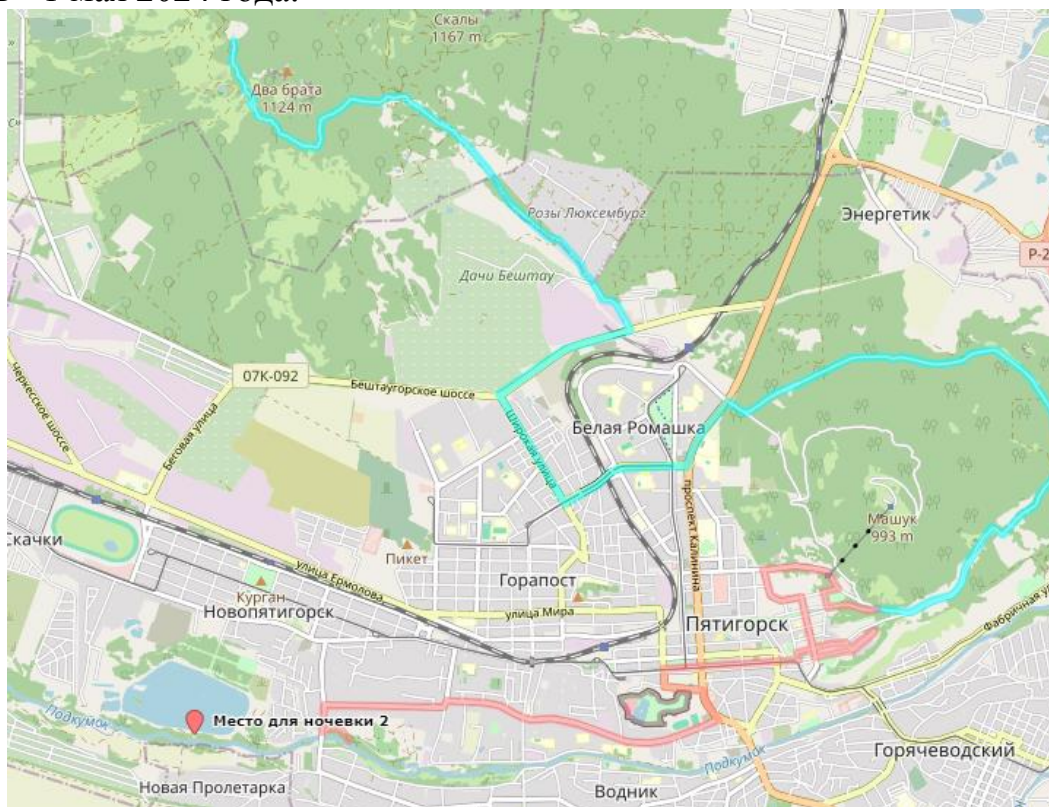 Скалы
1167 m
Два брата
1124 m
Розы Люксембург
Энергетик
Р-2
Дачи Бештау
07К-092
Бештаугорское шоссе
Черкесское шоссе
Беговая улица
Широкая улица
Белая Ромашка
проспект Калинина
Машук
993 m
Скачки
Пикет
Горапост
улица Ермолова
Курган
Новопятигорск
улица Мира
Пятигорск
Фабричная ул
Подкумок
Место для ночевки 2
Горячеводский
Подкумок
Новая Пролетарка
Водник